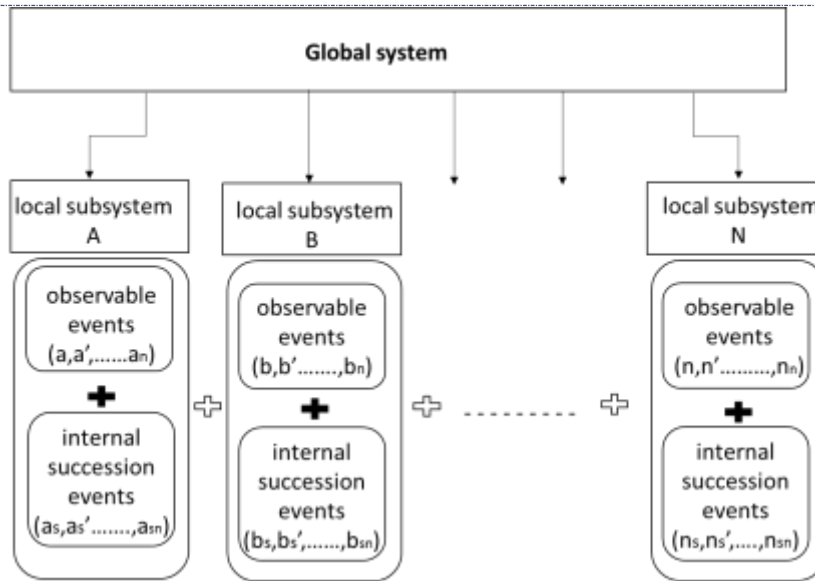 Global system
local subsystem
A
local subsystem
B
local subsystem
N
observable
events
(a,a',......an)
internal
succession
events
(as,as'.......,asn)
observable
events
(b,b'.......,bn)
internal
succession
events
(bs,bs',......,bsn)
observable
events
(n,n'.........,nn)
internal
succession
events
(ns,ns',....,nsn)